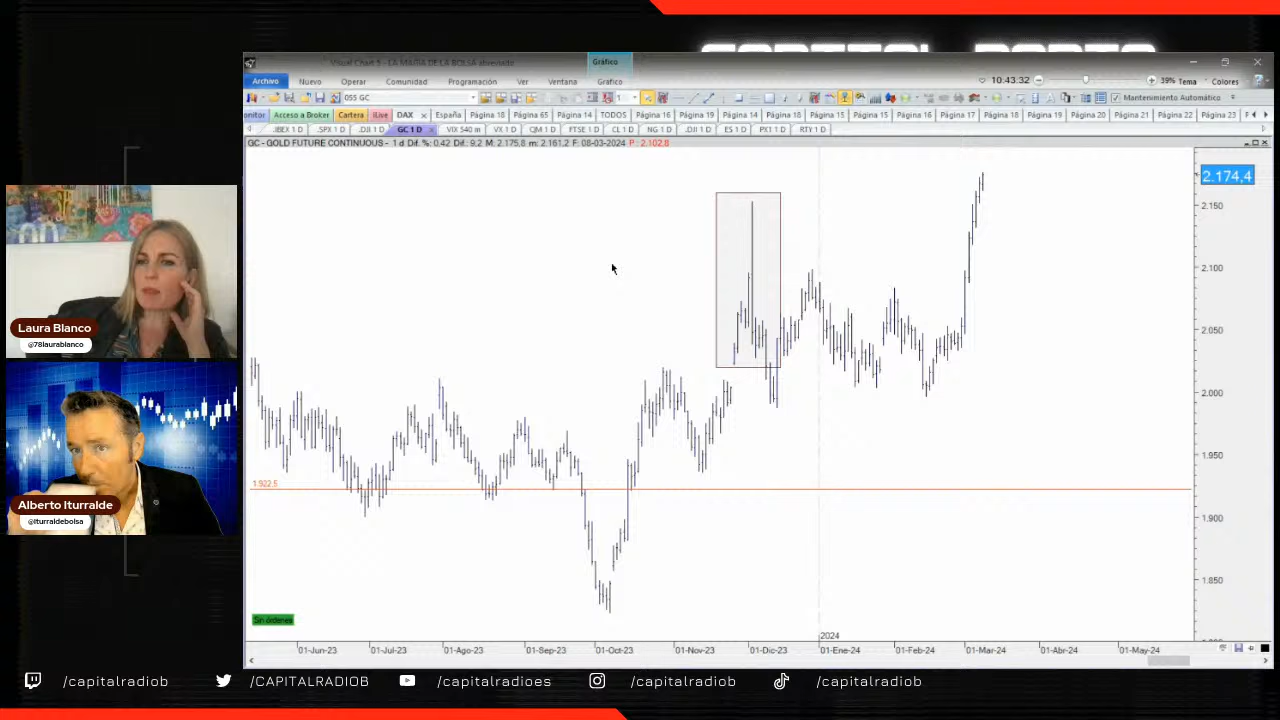 CAPITAL RADIO
Visual Chart 6 - LA MAFIA DE LA BOLSA abreviado
Gráfico
Archivo Nuevo Operar Comunidad Programación Ver Ventana Gráfico
10:43:32 39% Tema Colores
055 GC 1 Mantenimiento Automático
onitor Acceso a Broker Cartera iLive DAX España Página 18 Página 65 Página 14 TODOS Página 16 Página 19 Página 14 Página 18 Página 15 Página 15 Página 16 Página 17 Página 18 Página 19 Página 20 Página 21 Página 22 Página 23
.IBEX 1 D .SPX 1 D .DJI 1 D GC 1 D VIX 540 m VX 1 D QM 1 D FTSE 1 D CL 1 D NG 1 D .DJI 1 D ES 1 D PX1 1 D RTY 1 D
GC - GOLD FUTURE CONTINUOUS - 1 d Dif. %: 0.42 Dif.: 9.2 M: 2.175,8 m: 2.161,2 F: 08-03-2024 P: 2.102,8
2.174,4
2.150
2.100
2.050
2.000
1.950
1.922,5
1.900
1.850
Sin órdenes
2024
01-Jun-23 01-Jul-23 01-Ago-23 01-Sep-23 01-Oct-23 01-Nov-23 01-Dic-23 01-Ene-24 01-Feb-24 01-Mar-24 01-Abr-24 01-May-24
Laura Blanco
@78laurablanco
Alberto Iturralde
@iturraldebolsa
/capitalradiob /CAPITALRADIOB /capitalradioes /capitalradiob /capitalradiob